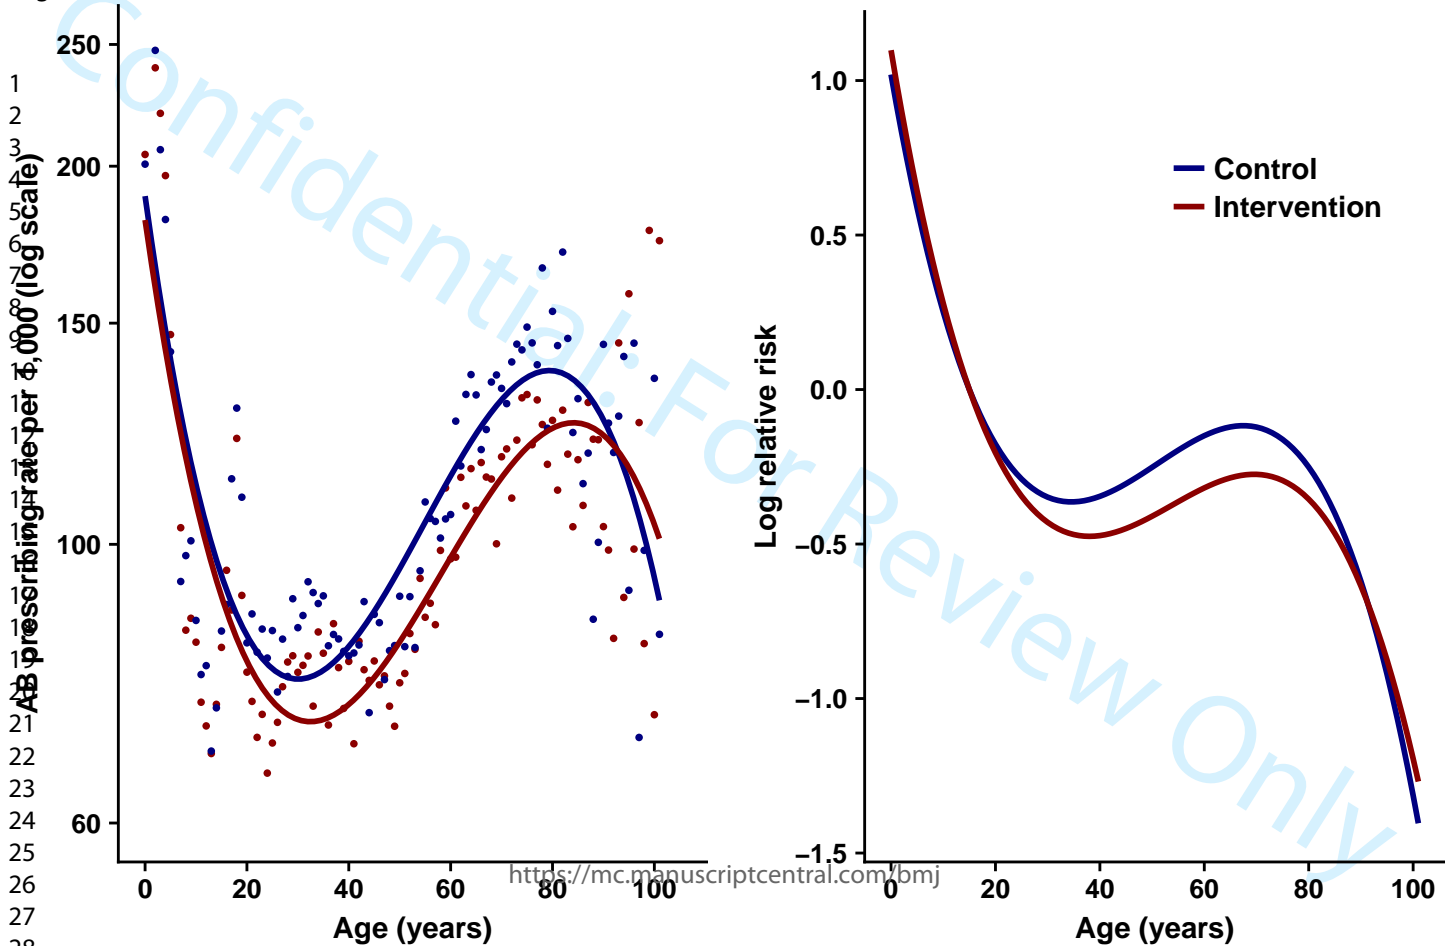 Confidential: For Review Only
1
2
3
4
5
6
7
8
9
21
22
23
24
25
26
27
28
AB prescribing rate per 1,000 (log scale)
250
200
150
100
60
0 20 40 60 80 100
Age (years)
Log relative risk
1.0
0.5
0.0
−0.5
−1.0
−1.5
Control
Intervention
0 20 40 60 80 100
Age (years)
https://mc.manuscriptcentral.com/bmj